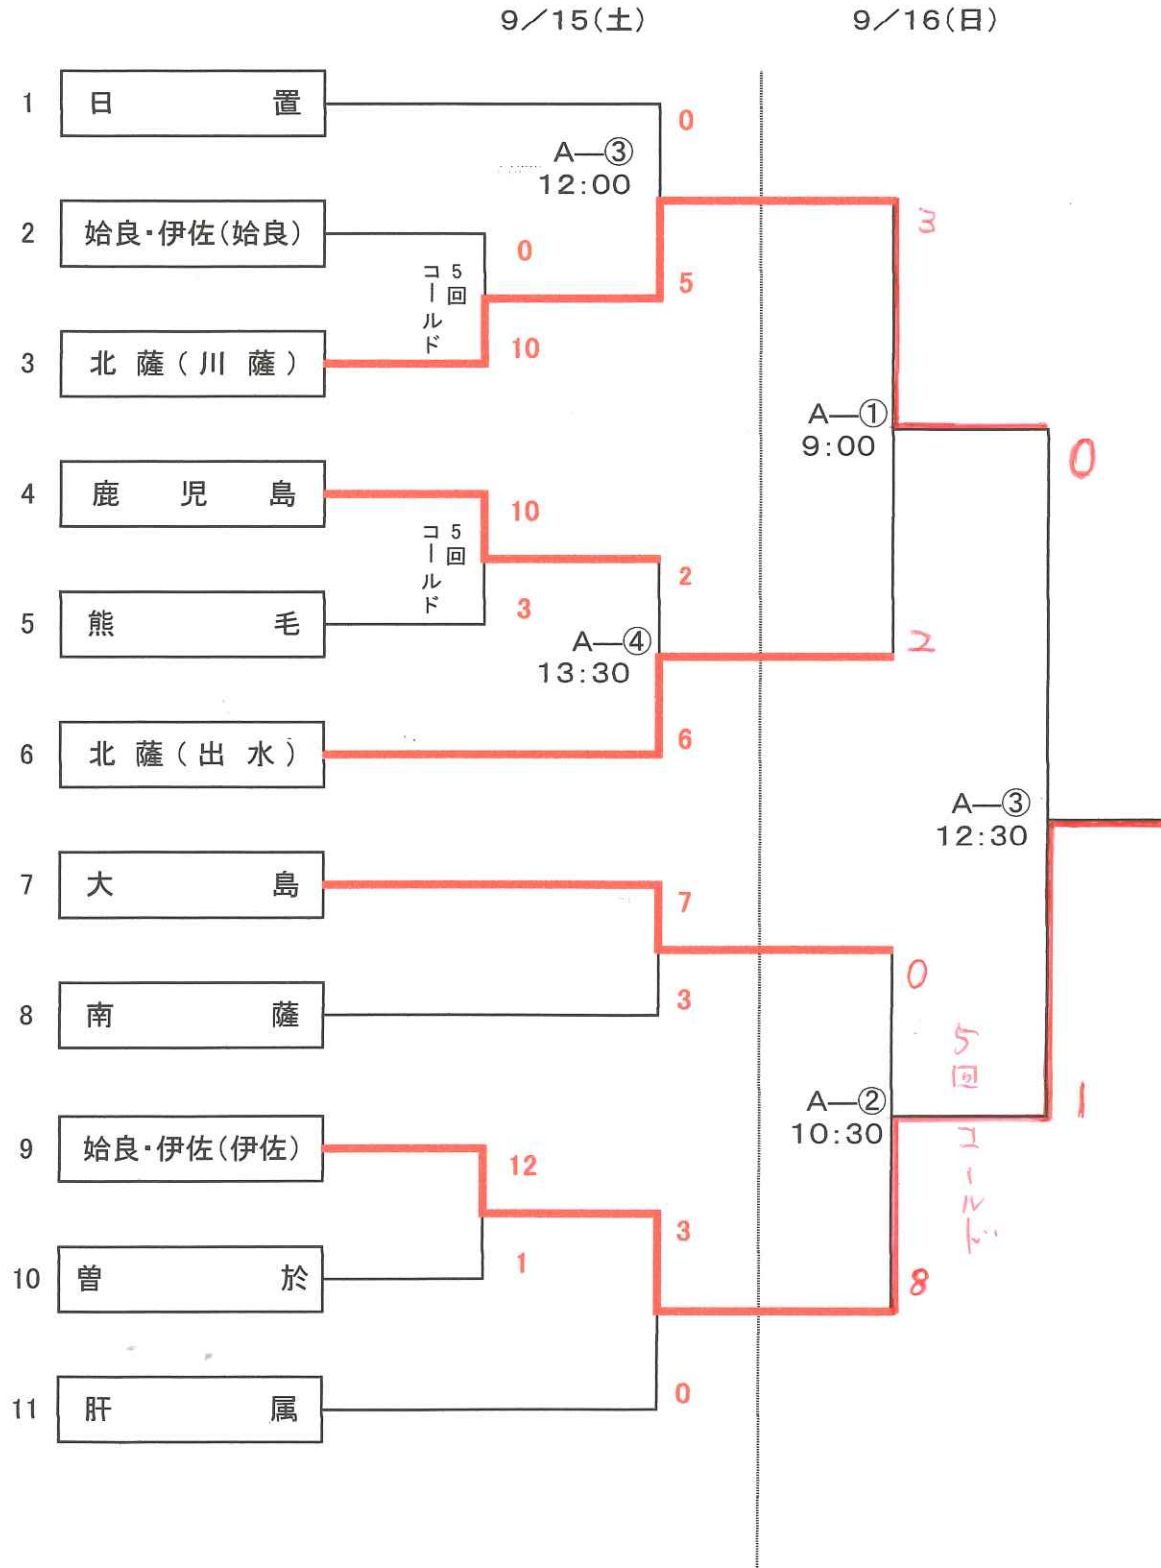 9／15(土)
9／16(日)
1 日置
0
A―③
12:00
2 姶良・伊佐(姶良)
0
3
5回
コールド
5
3 北薩(川薩)
10
A―①
9:00
0
4 鹿児島
10
5回
コールド
2
5 熊毛
3
A―④
13:30
2
6 北薩(出水)
6
A―③
12:30
7 大島
7
0
8 南薩
3
5回
コールド
A―②
10:30
1
9 姶良・伊佐(伊佐)
12
3
10 曽於
1
8
11 肝属
0